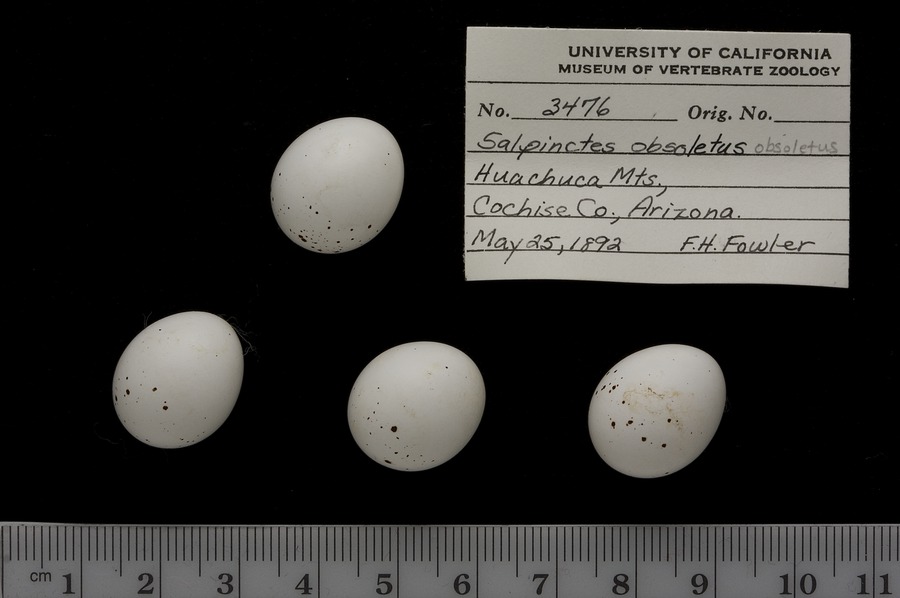 UNIVERSITY OF CALIFORNIA
MUSEUM OF VERTEBRATE ZOOLOGY
No. 3476 Orig. No.
Salpinctes obsoletus obsoletus
Huachuca Mts.,
Cochise Co., Arizona.
May 25, 1892 F.H. Fowler
cm 1 2 3 4 5 6 7 8 9 10 11